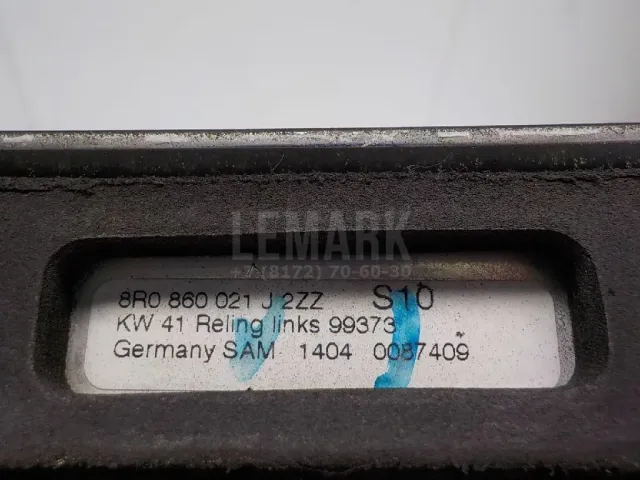 LEMARK
+7 (8172) 70-60-30
8R0 860 021 J 2ZZ S10
KW 41 Reling links 99373
Germany SAM 1404 0087409